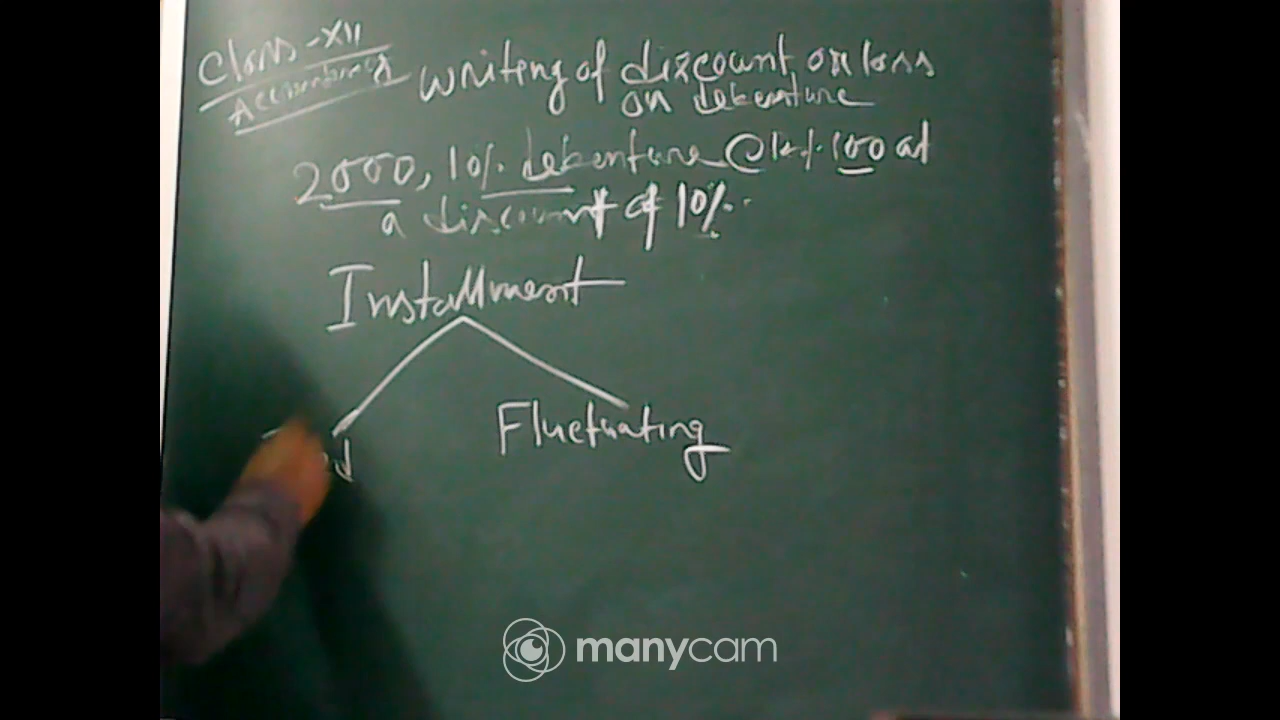 Class - XII
Accountancy
writing of discount or loss
on debenture
2000, 10% debenture @ 100 at
a discount of 10%.
Installment
d
Fluctuating
manycam